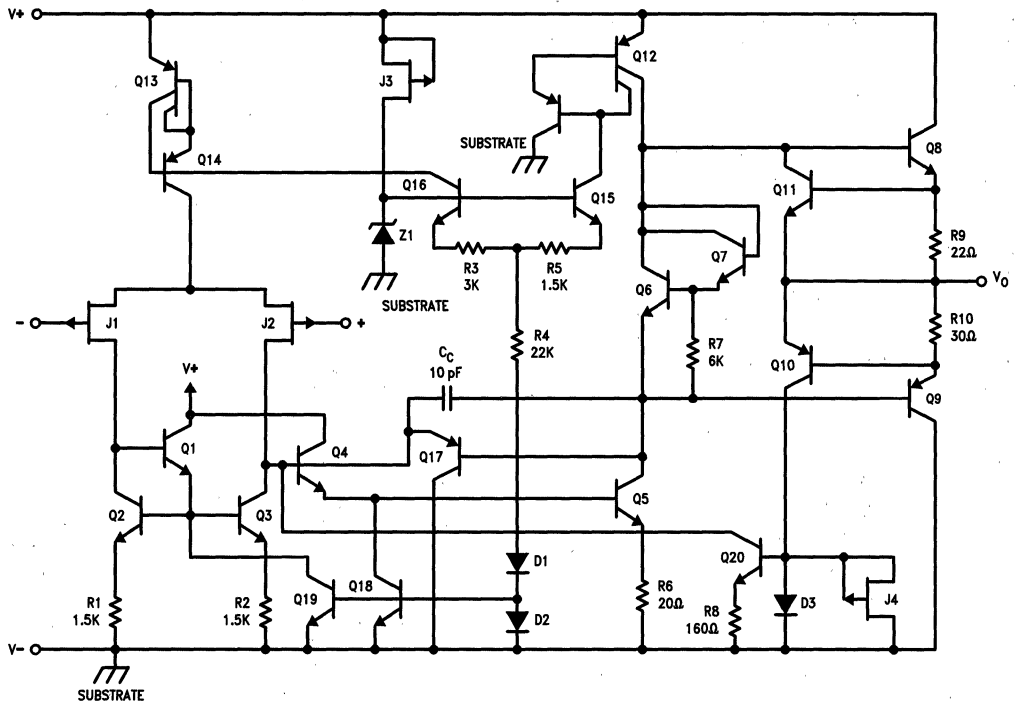 V+
Q13
Q14
J3
Q12
SUBSTRATE
Q8
Q11
Q16
Q15
Z1
SUBSTRATE
R3
3K
R5
1.5K
Q7
Q6
R9
22Ω
Vo
R10
30Ω
-
J1
J2
+
R4
22K
R7
6K
Q10
Q9
V+
CC
10 pF
Q1
Q4
Q17
Q2
Q3
Q5
Q20
D1
R1
1.5K
R2
1.5K
Q19
Q18
D2
R6
20Ω
R8
160Ω
D3
J4
V-
SUBSTRATE